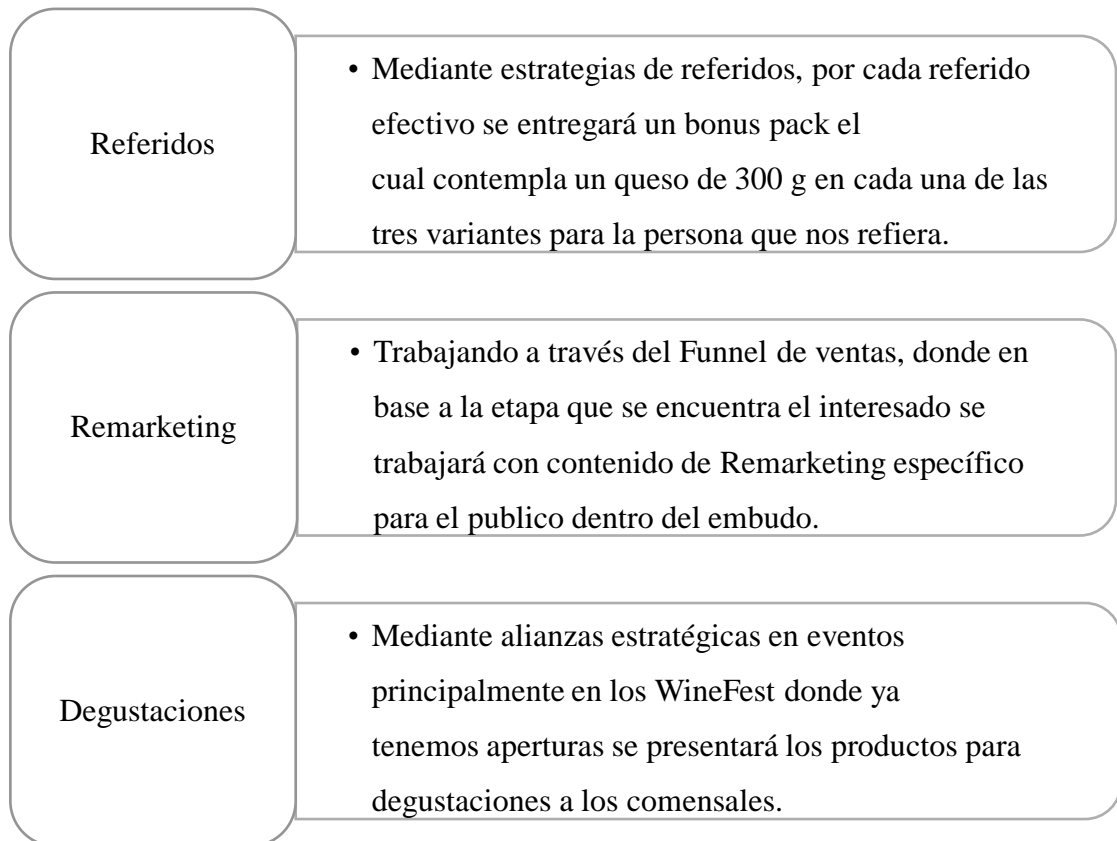 Referidos
• Mediante estrategias de referidos, por cada referido
efectivo se entregará un bonus pack el
cual contempla un queso de 300 g en cada una de las
tres variantes para la persona que nos refiera.
Remarketing
• Trabajando a través del Funnel de ventas, donde en
base a la etapa que se encuentra el interesado se
trabajará con contenido de Remarketing específico
para el publico dentro del embudo.
Degustaciones
• Mediante alianzas estratégicas en eventos
principalmente en los WineFest donde ya
tenemos aperturas se presentará los productos para
degustaciones a los comensales.